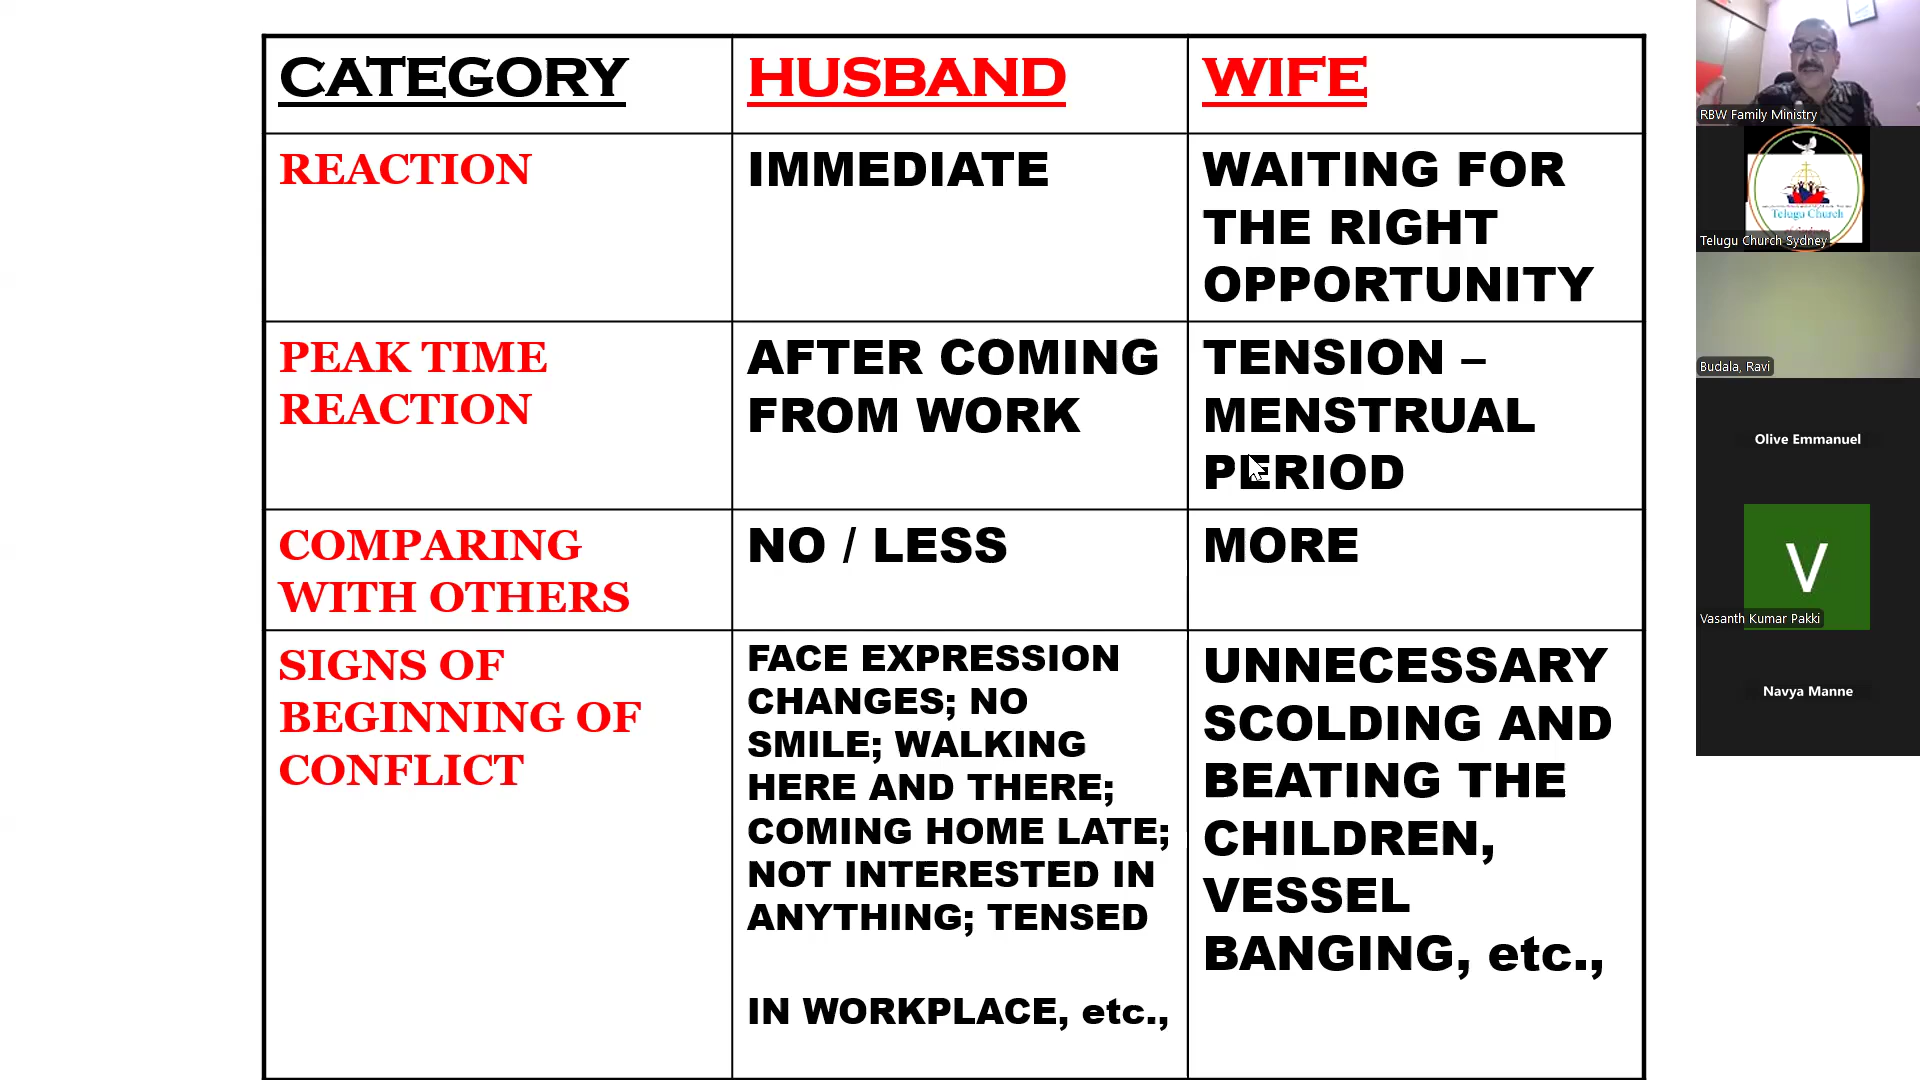 CATEGORY
HUSBAND
WIFE
REACTION
IMMEDIATE
WAITING FOR
THE RIGHT
OPPORTUNITY
PEAK TIME
REACTION
AFTER COMING
FROM WORK
TENSION –
MENSTRUAL
PERIOD
COMPARING
WITH OTHERS
NO / LESS
MORE
SIGNS OF
BEGINNING OF
CONFLICT
FACE EXPRESSION
CHANGES; NO
SMILE; WALKING
HERE AND THERE;
COMING HOME LATE;
NOT INTERESTED IN
ANYTHING; TENSED
IN WORKPLACE, etc.,
UNNECESSARY
SCOLDING AND
BEATING THE
CHILDREN,
VESSEL
BANGING, etc.,
RBW Family Ministry
Telugu Church
Telugu Church Sydney
Budala, Ravi
Olive Emmanuel
V
Vasanth Kumar Pakki
Navya Manne